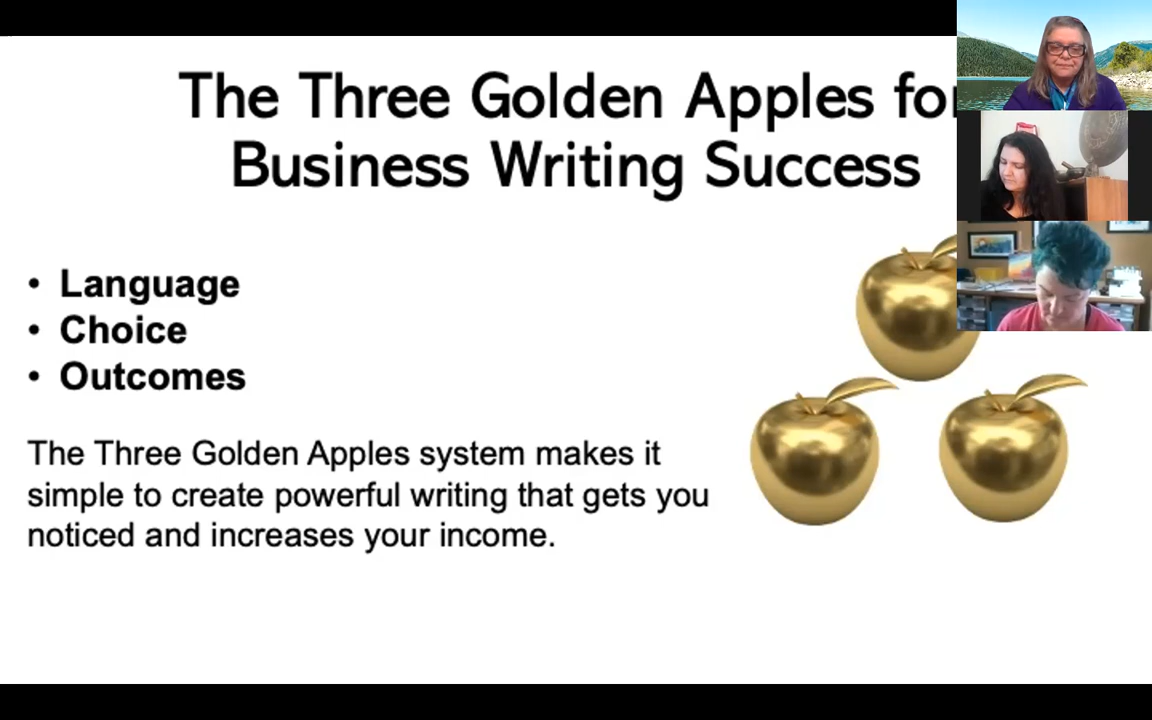 The Three Golden Apples for
Business Writing Success
• Language
• Choice
• Outcomes
The Three Golden Apples system makes it
simple to create powerful writing that gets you
noticed and increases your income.